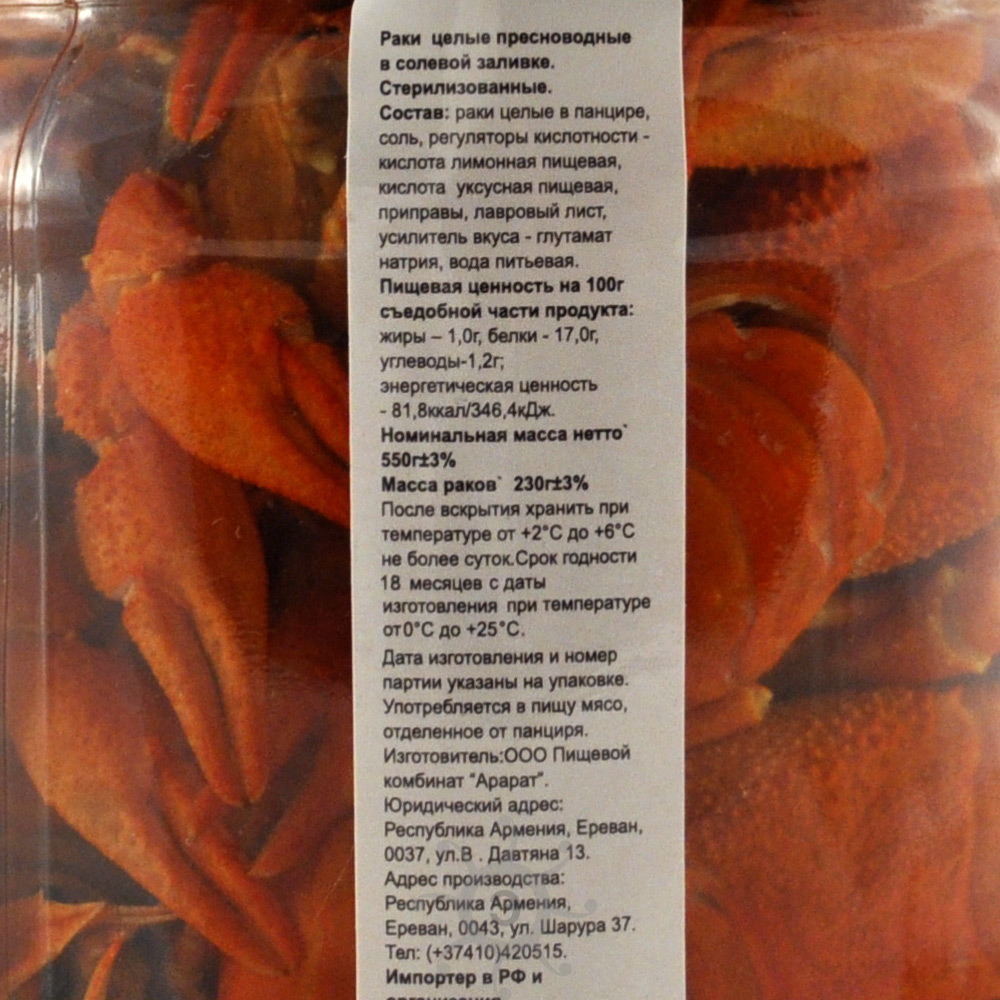 Раки целые пресноводные
в солевой заливке.
Стерилизованные.
Состав: раки целые в панцире,
соль, регуляторы кислотности -
кислота лимонная пищевая,
кислота уксусная пищевая,
приправы, лавровый лист,
усилитель вкуса - глутамат
натрия, вода питьевая.
Пищевая ценность на 100г
съедобной части продукта:
жиры – 1,0г, белки - 17,0г,
углеводы-1,2г;
энергетическая ценность
- 81,8ккал/346,4кДж.
Номинальная масса нетто`
550г±3%
Масса раков` 230г±3%
После вскрытия хранить при
температуре от +2°С до +6°С
не более суток.Срок годности
18 месяцев с даты
изготовления при температуре
от0°С до +25°С.
Дата изготовления и номер
партии указаны на упаковке.
Употребляется в пищу мясо,
отделенное от панциря.
Изготовитель:ООО Пищевой
комбинат “Арарат”.
Юридический адрес:
Республика Армения, Ереван,
0037, ул.В . Давтяна 13.
Адрес производства:
Республика Армения,
Ереван, 0043, ул. Шарура 37.
Тел: (+37410)420515.
Импортер в РФ и